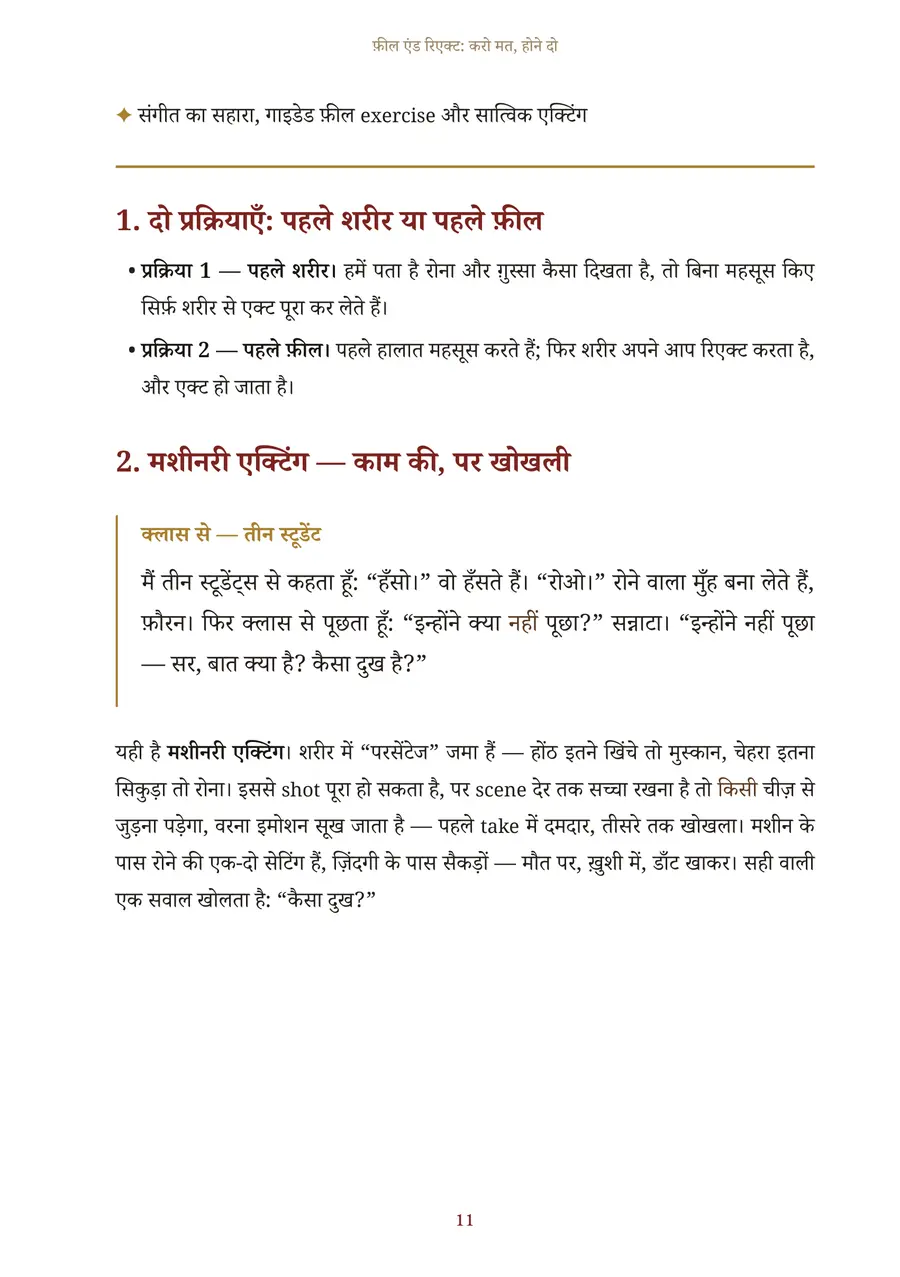 फ़ील एंड रिएक्ट: करो मत, होने दो
✦ संगीत का सहारा, गाइडेड फ़ील exercise और सात्विक एक्टिंग
1. दो प्रक्रियाएँ: पहले शरीर या पहले फ़ील
• प्रक्रिया 1 — पहले शरीर। हमें पता है रोना और ग़ुस्सा कैसा दिखता है, तो बिना महसूस किए
सिर्फ़ शरीर से एक्ट पूरा कर लेते हैं।
• प्रक्रिया 2 — पहले फ़ील। पहले हालात महसूस करते हैं; फिर शरीर अपने आप रिएक्ट करता है,
और एक्ट हो जाता है।
2. मशीनरी एक्टिंग — काम की, पर खोखली
क्लास से — तीन स्टूडेंट
मैं तीन स्टूडेंट्स से कहता हूँ: “हँसो।” वो हँसते हैं। “रोओ।” रोने वाला मुँह बना लेते हैं,
फ़ौरन। फिर क्लास से पूछता हूँ: “इन्होंने क्या नहीं पूछा?” सन्नाटा। “इन्होंने नहीं पूछा
— सर, बात क्या है? कैसा दुख है?”
यही है मशीनरी एक्टिंग। शरीर में “परसेंटेज” जमा हैं — होंठ इतने खिंचे तो मुस्कान, चेहरा इतना
सिकुड़ा तो रोना। इससे shot पूरा हो सकता है, पर scene देर तक सच्चा रखना है तो किसी चीज़ से
जुड़ना पड़ेगा, वरना इमोशन सूख जाता है — पहले take में दमदार, तीसरे तक खोखला। मशीन के
पास रोने की एक-दो सेटिंग हैं, ज़िंदगी के पास सैकड़ों — मौत पर, ख़ुशी में, डाँट खाकर। सही वाली
एक सवाल खोलता है: “कैसा दुख?”
11